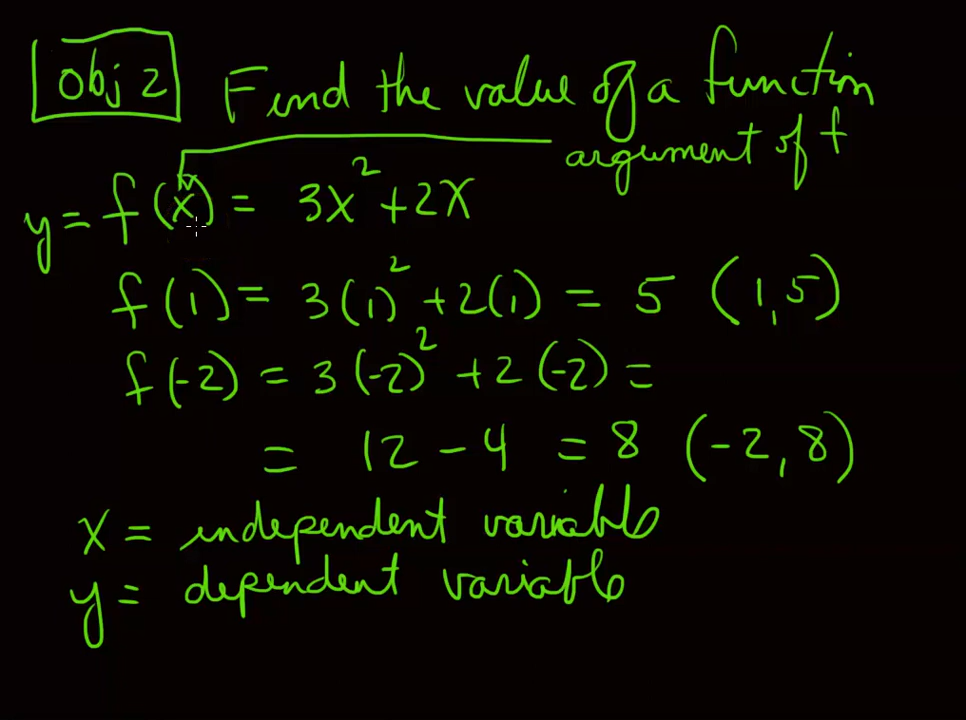 Obj 2 Find the value of a function
argument of f
y = f(x) = 3x² + 2x
f(1) = 3(1)² + 2(1) = 5 (1,5)
f(-2) = 3(-2)² + 2(-2) =
= 12 - 4 = 8 (-2,8)
x = independent variable
y = dependent variable